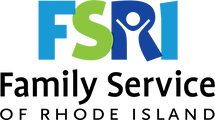 FSRI
Family Service
OF RHODE ISLAND